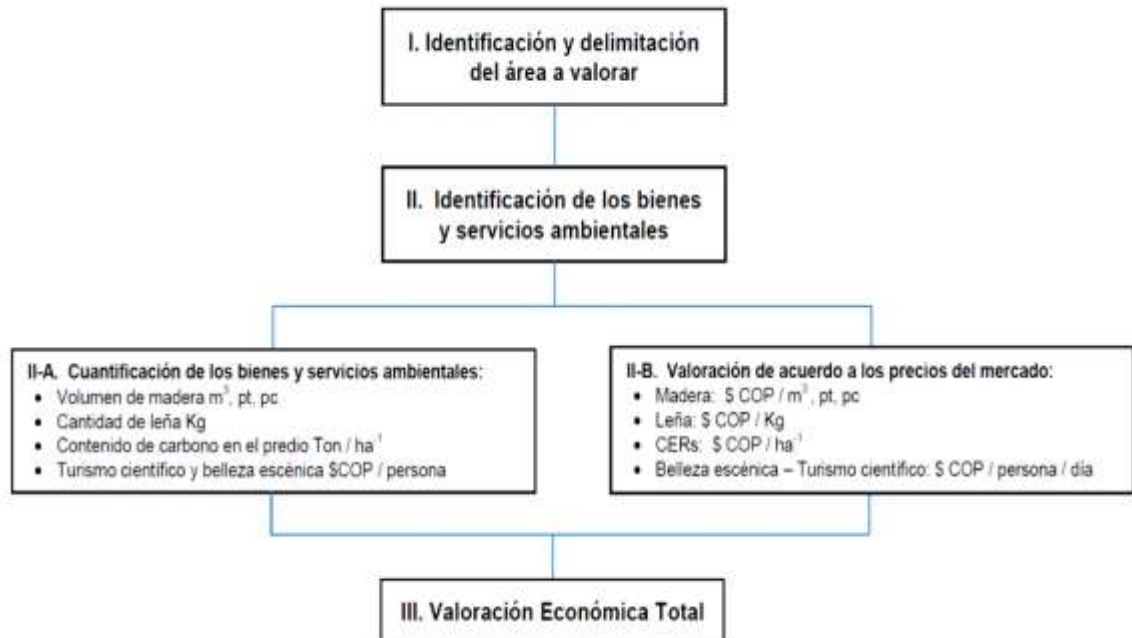 I. Identificación y delimitación
del área a valorar
II. Identificación de los bienes
y servicios ambientales
II-A. Cuantificación de los bienes y servicios ambientales:
• Volumen de madera m³, pt, pc
• Cantidad de leña Kg
• Contenido de carbono en el predio Ton / ha⁻¹
• Turismo científico y belleza escénica $COP / persona
II-B. Valoración de acuerdo a los precios del mercado:
• Madera: $ COP / m³, pt, pc
• Leña: $ COP / Kg
• CERs: $ COP / ha⁻¹
• Belleza escénica – Turismo científico: $ COP / persona / día
III. Valoración Económica Total